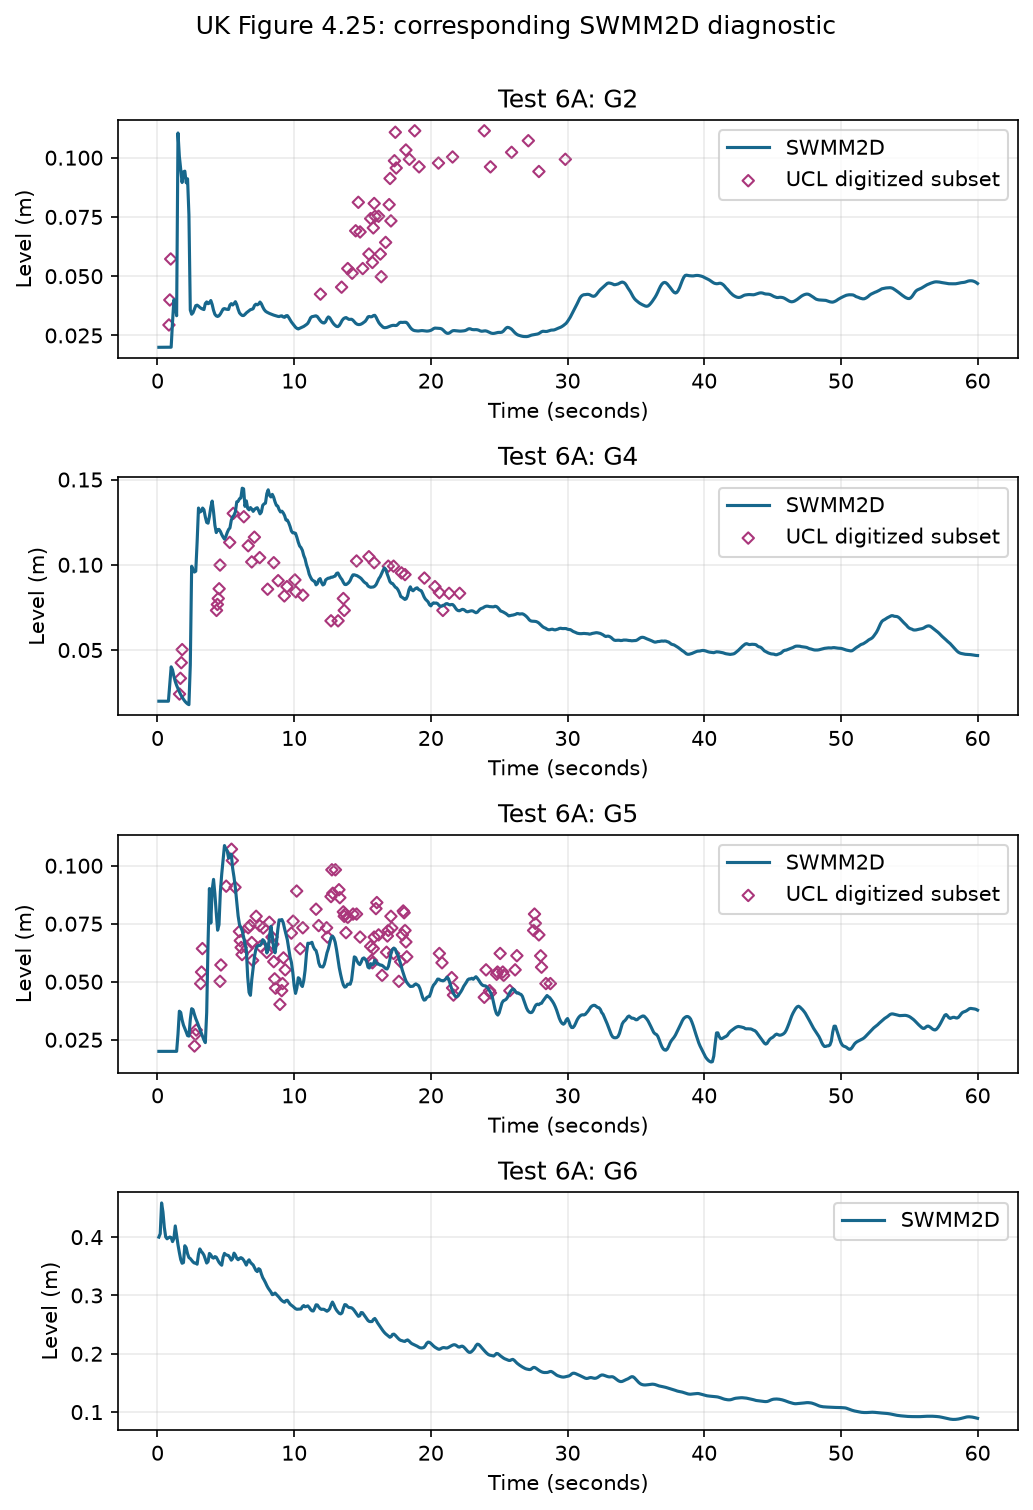 UK Figure 4.25: corresponding SWMM2D diagnostic
Test 6A: G2
SWMM2D
UCL digitized subset
Level (m)
0.100
0.075
0.050
0.025
0 10 20 30 40 50 60
Time (seconds)
Test 6A: G4
SWMM2D
UCL digitized subset
Level (m)
0.15
0.10
0.05
0 10 20 30 40 50 60
Time (seconds)
Test 6A: G5
SWMM2D
UCL digitized subset
Level (m)
0.100
0.075
0.050
0.025
0 10 20 30 40 50 60
Time (seconds)
Test 6A: G6
SWMM2D
Level (m)
0.4
0.3
0.2
0.1
0 10 20 30 40 50 60
Time (seconds)